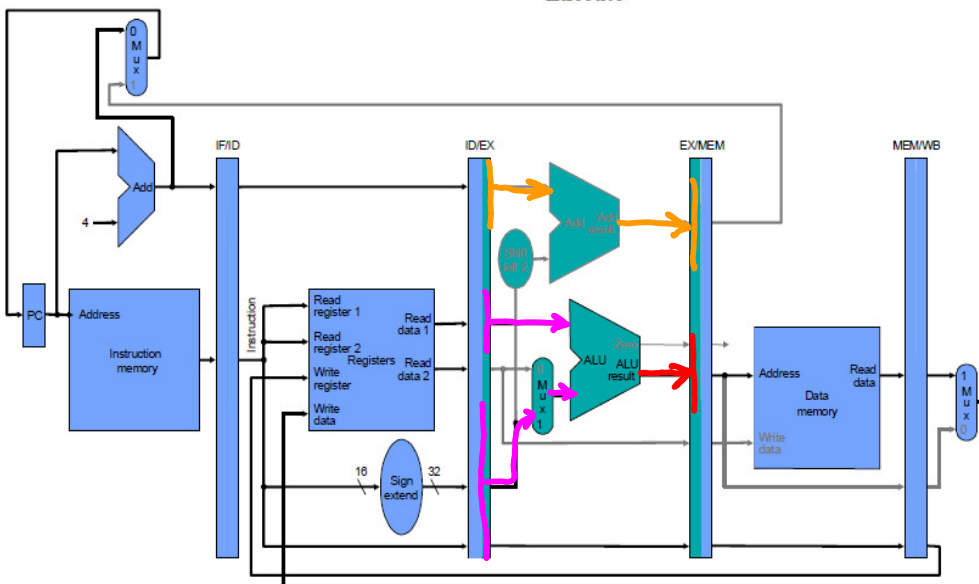 0
M
u
x
1
IF/ID
ID/EX
EX/MEM
MEM/WB
Add
4
Add
Add
result
Shift
left 2
PC
Address
Instruction
memory
Instruction
Read
register 1
Read
register 2
Registers
Write
register
Write
data
Read
data 1
Read
data 2
0
M
u
x
1
Zero
ALU
ALU
result
Address
Read
data
Data
memory
Write
data
1
M
u
x
0
16
Sign
extend
32